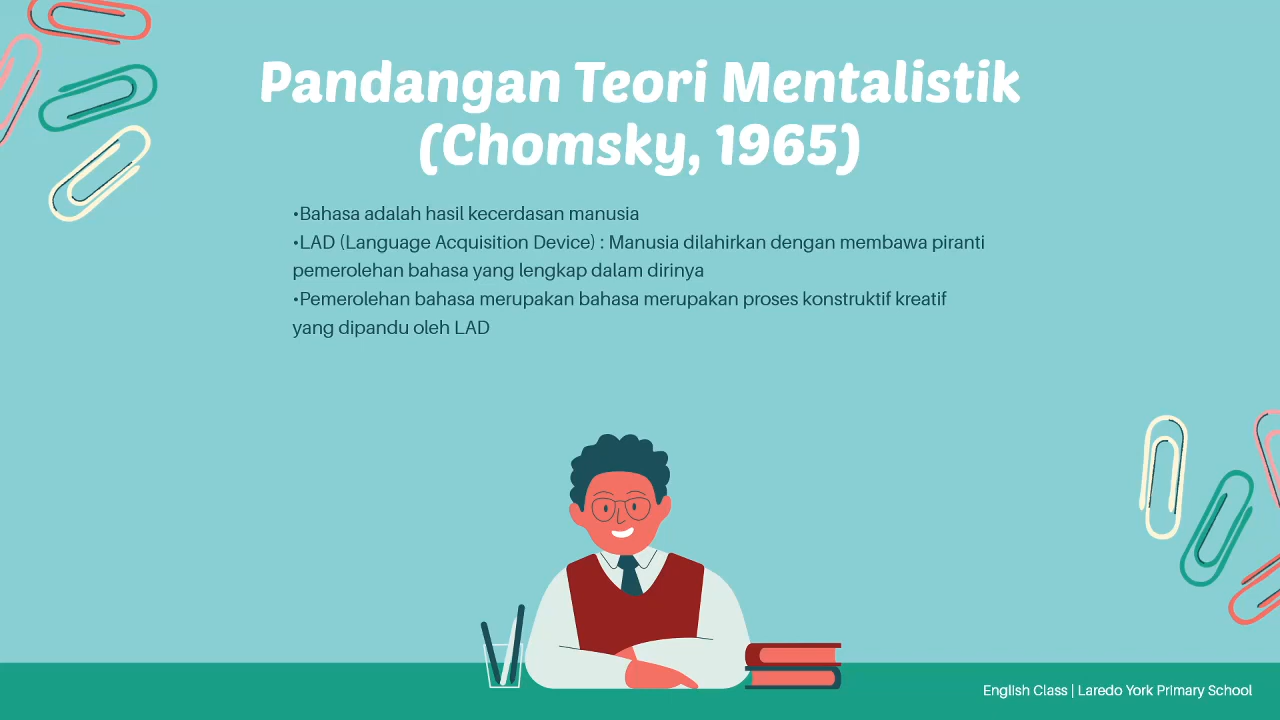 Pandangan Teori Mentalistik
(Chomsky, 1965)
•Bahasa adalah hasil kecerdasan manusia
•LAD (Language Acquisition Device) : Manusia dilahirkan dengan membawa piranti
pemerolehan bahasa yang lengkap dalam dirinya
•Pemerolehan bahasa merupakan bahasa merupakan proses konstruktif kreatif
yang dipandu oleh LAD
English Class | Laredo York Primary School